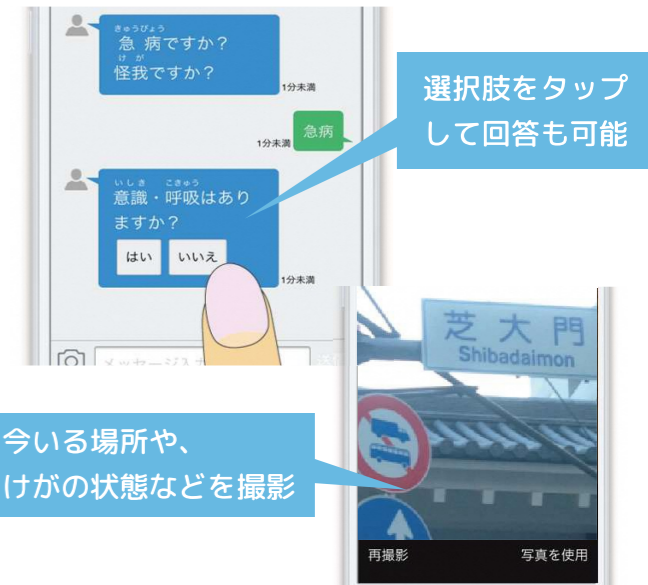 きゅうびょう
急病ですか？
けが
怪我ですか？
1分未満
選択肢をタップ
して回答も可能
急病
1分未満
いしき こきゅう
意識・呼吸はあり
ますか？
はい いいえ
1分未満
芝大門
Shibadaimon
今いる場所や、
けがの状態などを撮影
再撮影 写真を使用